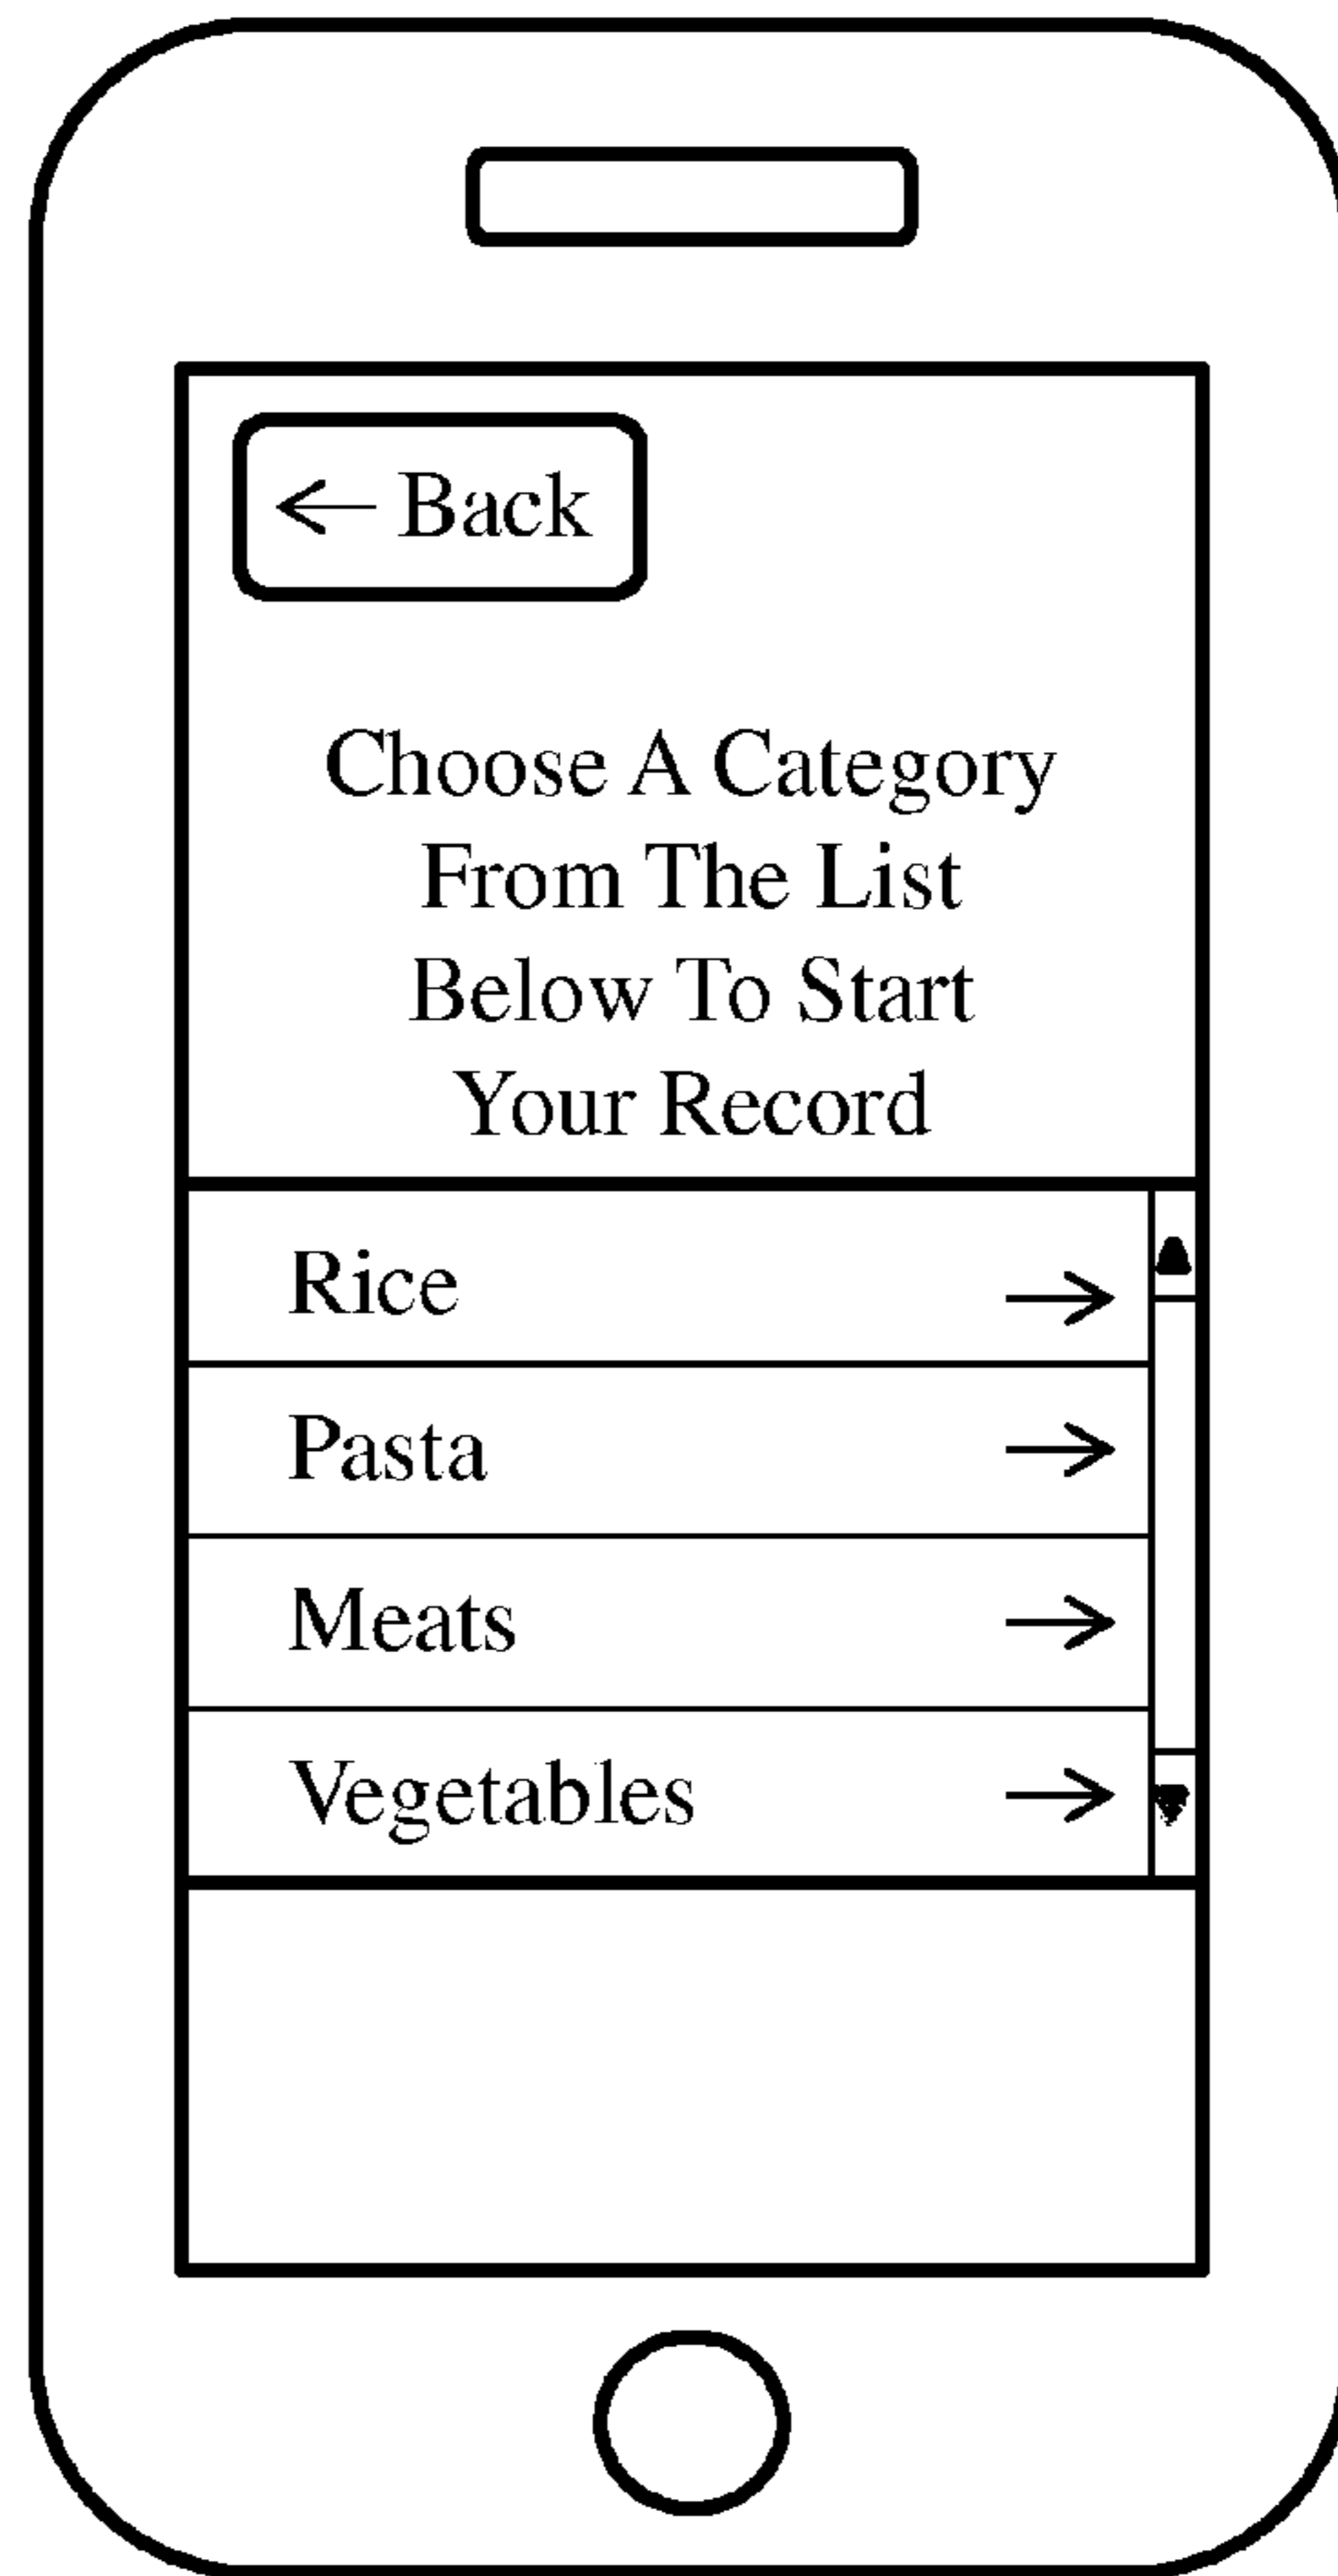 ← Back
Choose A Category
From The List
Below To Start
Your Record
Rice →
Pasta →
Meats →
Vegetables →